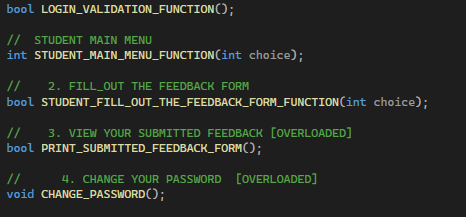 bool LOGIN_VALIDATION_FUNCTION();
//  STUDENT MAIN MENU
int STUDENT_MAIN_MENU_FUNCTION(int choice);
//    2. FILL_OUT THE FEEDBACK FORM
bool STUDENT_FILL_OUT_THE_FEEDBACK_FORM_FUNCTION(int choice);
//    3. VIEW YOUR SUBMITTED FEEDBACK [OVERLOADED]
bool PRINT_SUBMITTED_FEEDBACK_FORM();
//      4. CHANGE YOUR PASSWORD  [OVERLOADED]
void CHANGE_PASSWORD();